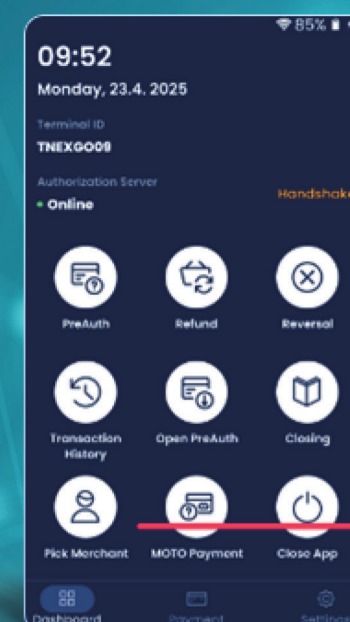 85%
09:52
Monday, 23.4. 2025
Terminal ID
TNEXGO09
Authorization Server
• Online
Handshake
PreAuth Refund Reversal
Transaction History Open PreAuth Closing
Pick Merchant MOTO Payment Close App
Dashboard Payment Settings